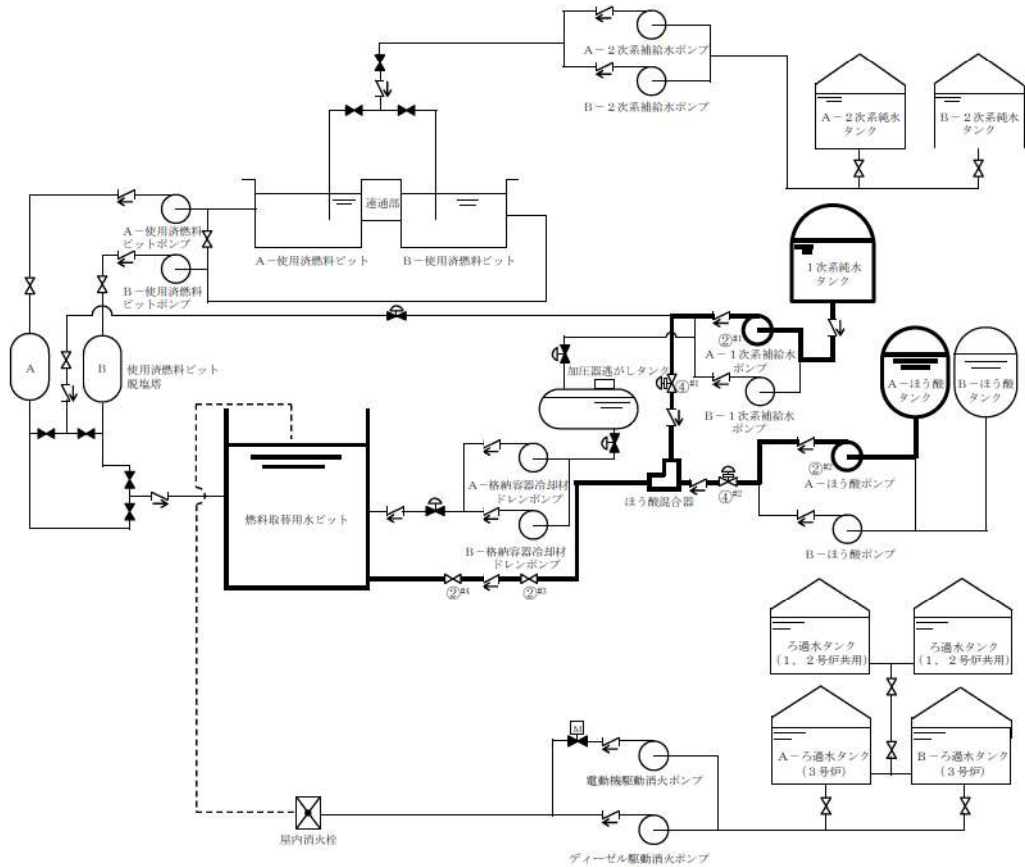 A-2次系補給水ポンプ
B-2次系補給水ポンプ
A-2次系純水
タンク
B-2次系純水
タンク
連通部
A-使用済燃料ピット
B-使用済燃料ピット
A-使用済燃料
ピットポンプ
B-使用済燃料
ピットポンプ
1次系純水
タンク
②#1
A-1次系補給水
ポンプ
B-1次系補給水
ポンプ
A
B
使用済燃料ピット
脱塩塔
加圧器逃がしタンク
④#1
A-ほう酸
タンク
B-ほう酸
タンク
②#2
A-ほう酸ポンプ
④#2
ほう酸混合器
B-ほう酸ポンプ
燃料取替用水ピット
A-格納容器冷却材
ドレンポンプ
B-格納容器冷却材
ドレンポンプ
②#4
②#3
ろ過水タンク
(1,2号炉共用)
ろ過水タンク
(1,2号炉共用)
A-ろ過水タンク
(3号炉)
B-ろ過水タンク
(3号炉)
M
電動機駆動消火ポンプ
屋内消火栓
ディーゼル駆動消火ポンプ